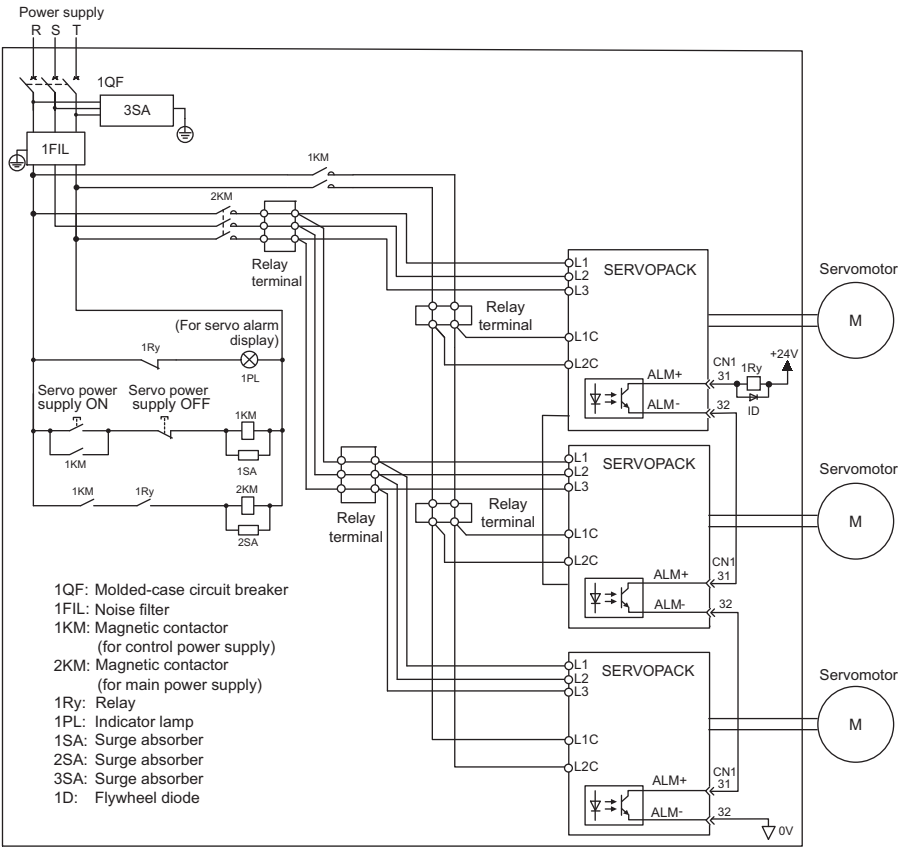 Power supply
R S T
1QF
3SA
1FIL
1KM
2KM
Relay
terminal
L1
L2
L3
SERVOPACK
Servomotor
M
Relay
terminal
L1C
L2C
(For servo alarm
display)
1Ry
1PL
ALM+
ALM-
CN1
31
32
1Ry
+24V
ID
Servo power
supply ON
Servo power
supply OFF
1KM
1KM
1SA
1KM
1Ry
2KM
2SA
Relay
terminal
L1
L2
L3
SERVOPACK
Servomotor
M
Relay
terminal
L1C
L2C
ALM+
ALM-
CN1
31
32
1QF: Molded-case circuit breaker
1FIL: Noise filter
1KM: Magnetic contactor
(for control power supply)
2KM: Magnetic contactor
(for main power supply)
1Ry: Relay
1PL: Indicator lamp
1SA: Surge absorber
2SA: Surge absorber
3SA: Surge absorber
1D: Flywheel diode
L1
L2
L3
SERVOPACK
Servomotor
M
L1C
L2C
ALM+
ALM-
CN1
31
32
0V